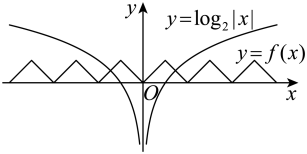 y
y=log₂|x|
y=f(x)
O
x